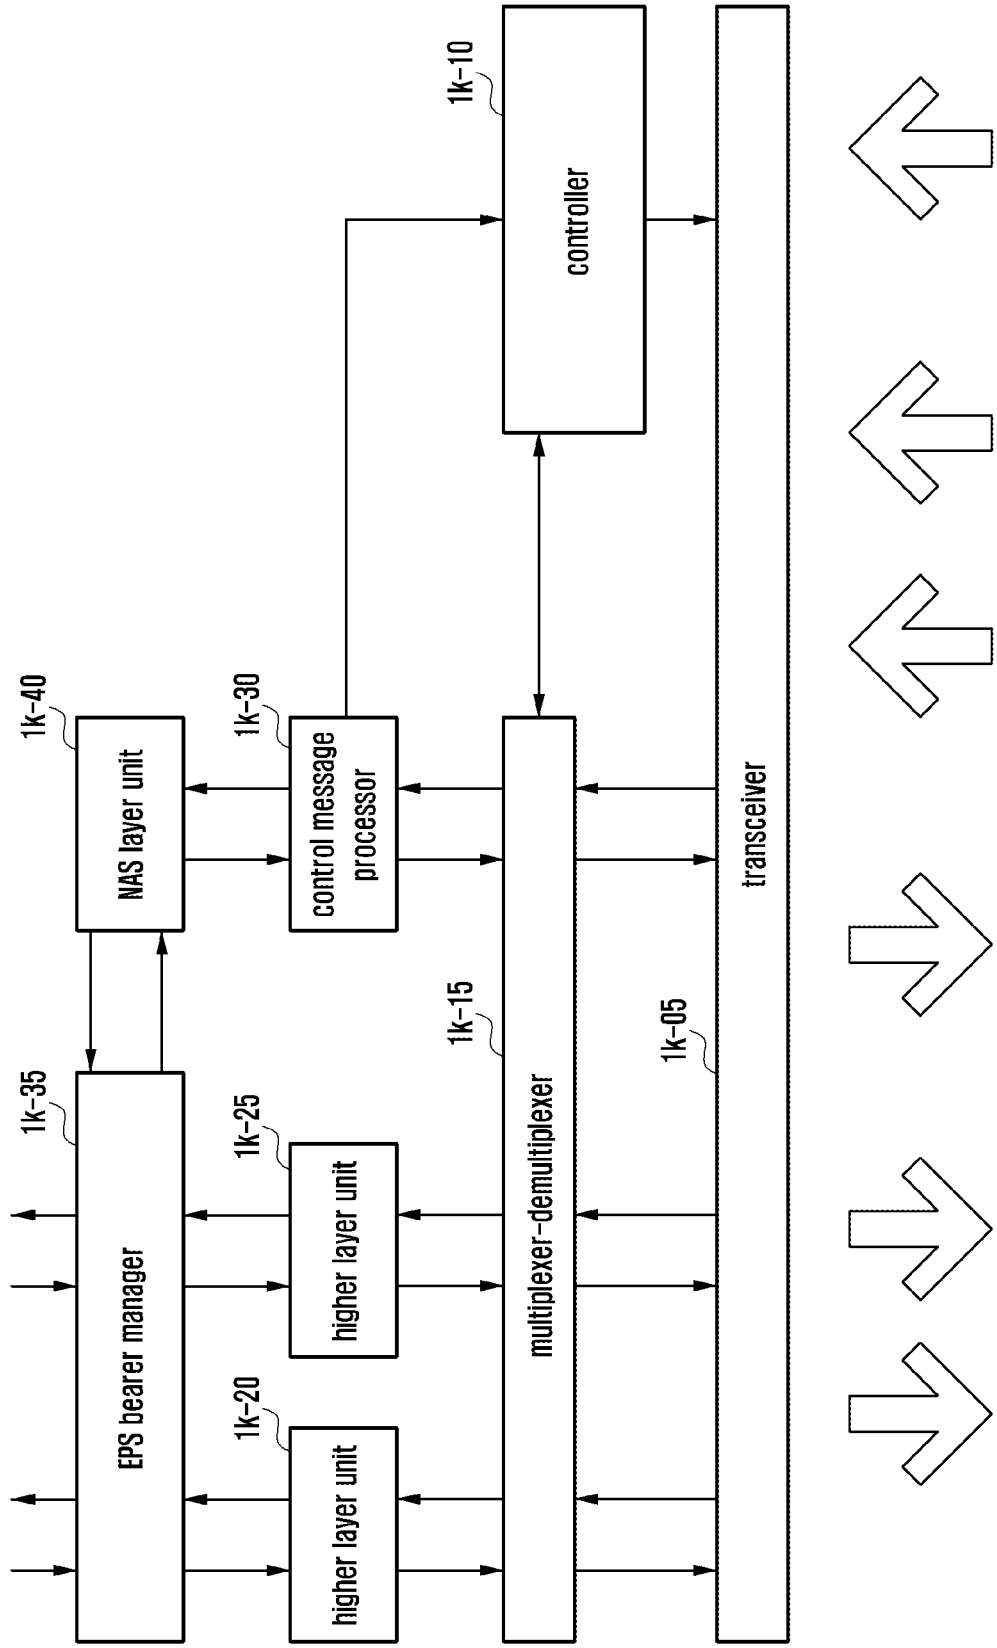 1k-35
EPS bearer manager
1k-40
NAS layer unit
1k-20
higher layer unit
1k-25
higher layer unit
1k-30
control message
processor
1k-15
multiplexer-demultiplexer
1k-10
controller
1k-05
transceiver